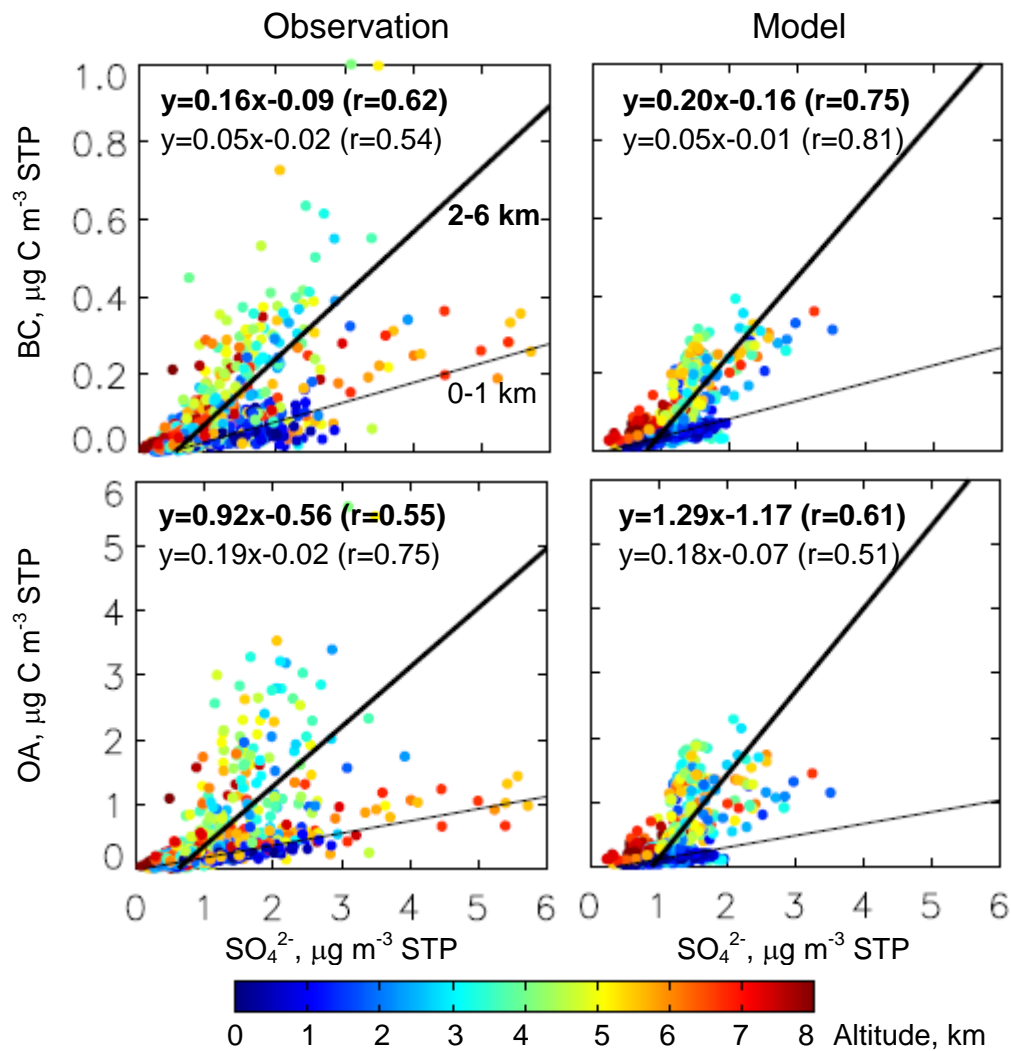 Observation
Model
BC, μg C m-3 STP
1.0
0.8
0.6
0.4
0.2
0.0
y=0.16x-0.09 (r=0.62)
y=0.05x-0.02 (r=0.54)
2-6 km
0-1 km
y=0.20x-0.16 (r=0.75)
y=0.05x-0.01 (r=0.81)
OA, μg C m-3 STP
6
5
4
3
2
1
0
y=0.92x-0.56 (r=0.55)
y=0.19x-0.02 (r=0.75)
y=1.29x-1.17 (r=0.61)
y=0.18x-0.07 (r=0.51)
0 1 2 3 4 5 6
0 1 2 3 4 5 6
SO₄²⁻, μg m⁻³ STP
SO₄²⁻, μg m⁻³ STP
0 1 2 3 4 5 6 7 8 Altitude, km